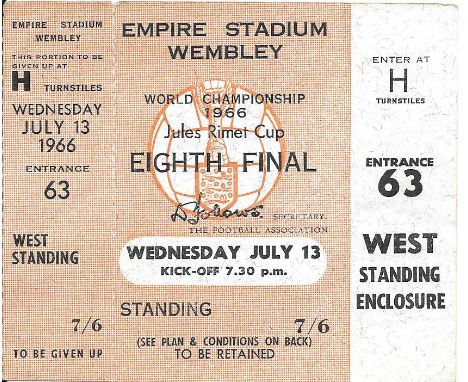 EMPIRE STADIUM
WEMBLEY
THIS PORTION TO BE
GIVEN UP AT
H TURNSTILES
WEDNESDAY
JULY 13
1966
ENTRANCE
63
WEST
STANDING
7/6
TO BE GIVEN UP
EMPIRE STADIUM
WEMBLEY
WORLD CHAMPIONSHIP
1966
Jules Rimet Cup
EIGHTH FINAL
D Follows.
SECRETARY.
THE FOOTBALL ASSOCIATION
WEDNESDAY JULY 13
KICK-OFF 7.30 p.m.
STANDING
7/6
(SEE PLAN & CONDITIONS ON BACK)
TO BE RETAINED
ENTER AT
H
TURNSTILES
ENTRANCE
63
WEST
STANDING
ENCLOSURE